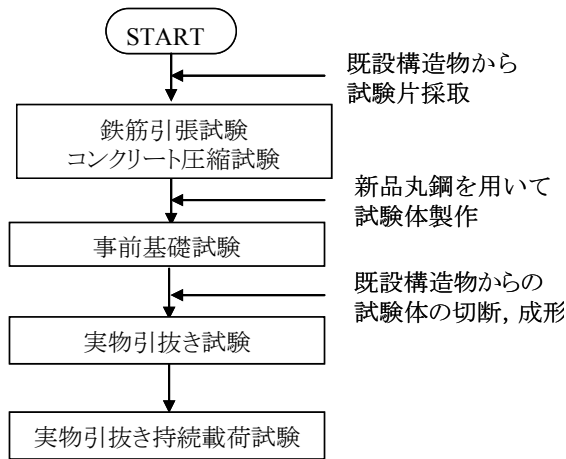 START
既設構造物から
試験片採取
鉄筋引張試験
コンクリート圧縮試験
新品丸鋼を用いて
試験体製作
事前基礎試験
既設構造物からの
試験体の切断，成形
実物引抜き試験
実物引抜き持続載荷試験